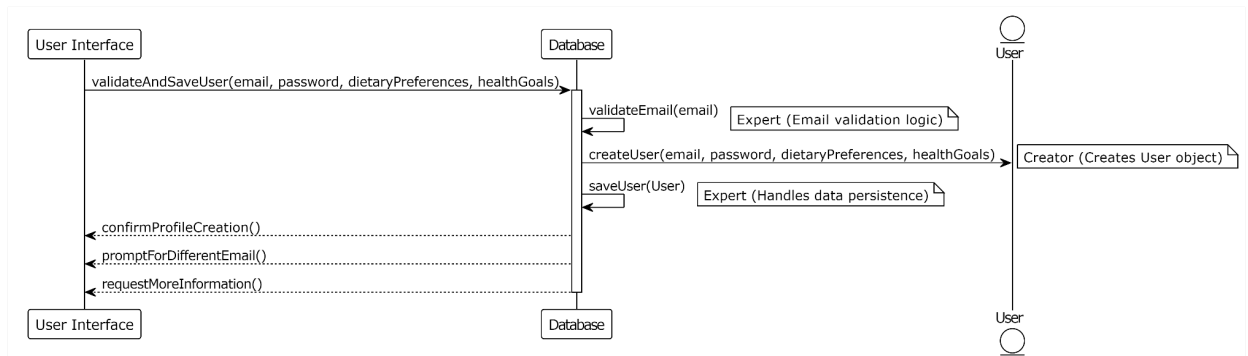 User Interface
Database
User
validateAndSaveUser(email, password, dietaryPreferences, healthGoals)
validateEmail(email)
Expert (Email validation logic)
createUser(email, password, dietaryPreferences, healthGoals)
Creator (Creates User object)
saveUser(User)
Expert (Handles data persistence)
confirmProfileCreation()
promptForDifferentEmail()
requestMoreInformation()
User Interface
Database
User